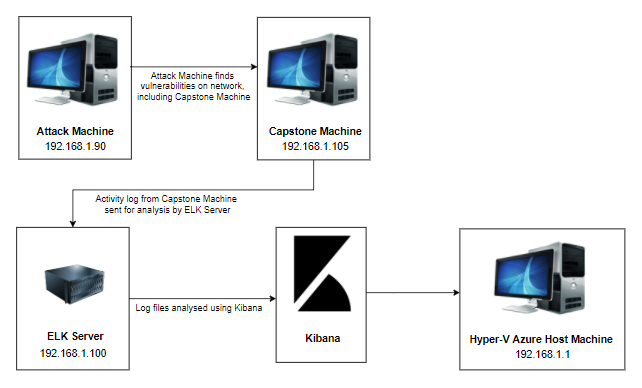 Attack Machine finds
vulnerabilities on network,
including Capstone Machine
Attack Machine
192.168.1.90
Capstone Machine
192.168.1.105
Activity log from Capstone Machine
sent for analysis by ELK Server
ELK Server
192.168.1.100
Log files analysed using Kibana
Kibana
Hyper-V Azure Host Machine
192.168.1.1